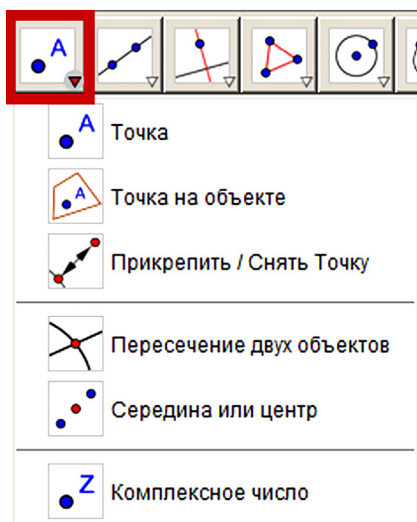 A
A Точка
A Точка на объекте
Прикрепить / Снять Точку
Пересечение двух объектов
Середина или центр
Z Комплексное число